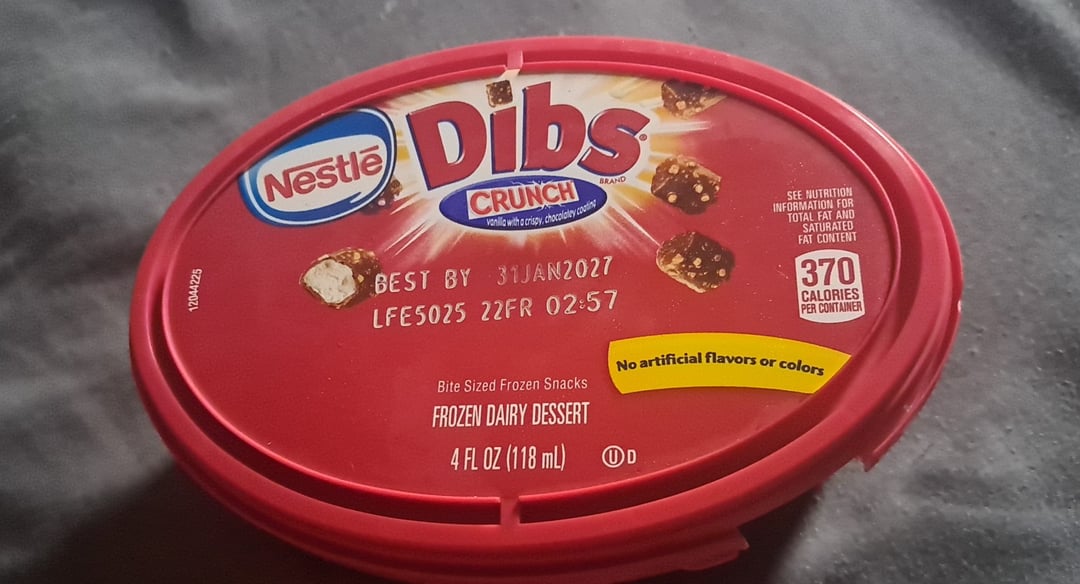 Nestlē
Dibs
BRAND
CRUNCH
vanilla with a crispy, chocolatey coating
SEE NUTRITION
INFORMATION FOR
TOTAL FAT AND
SATURATED
FAT CONTENT
370
CALORIES
PER CONTAINER
12044225
BEST BY 31JAN2027
LFE5025 22FR 02:57
No artificial flavors or colors
Bite Sized Frozen Snacks
FROZEN DAIRY DESSERT
4 FL OZ (118 mL)
U D